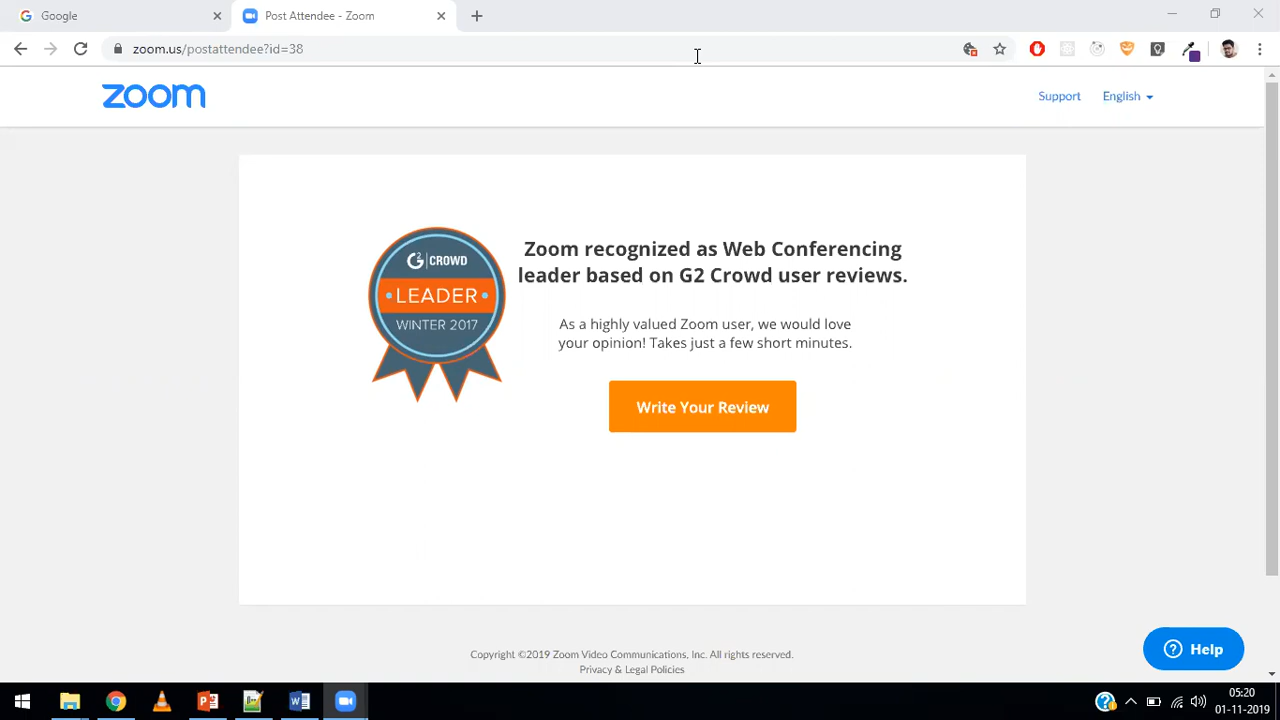 Google
Post Attendee - Zoom
zoom.us/postattendee?id=38
zoom
Support
English
G2 CROWD
LEADER
WINTER 2017
Zoom recognized as Web Conferencing
leader based on G2 Crowd user reviews.
As a highly valued Zoom user, we would love
your opinion! Takes just a few short minutes.
Write Your Review
Copyright ©2019 Zoom Video Communications, Inc. All rights reserved.
Privacy & Legal Policies
Help
05:20
01-11-2019